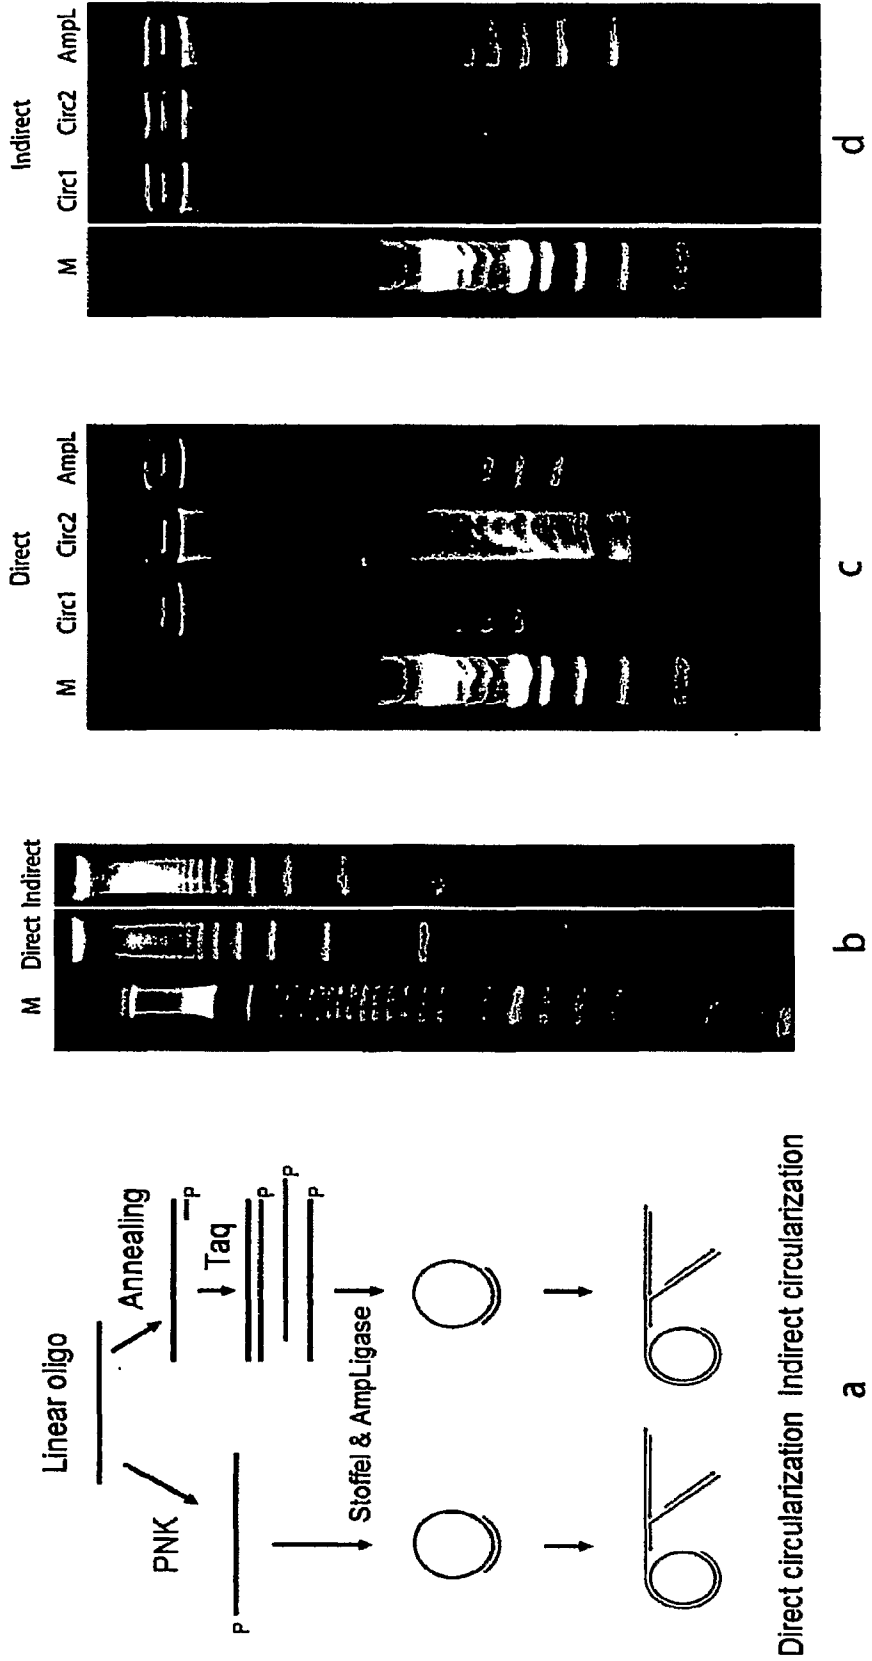 Linear oligo
PNK
Annealing
P
P
Taq
P
P
P
Stoffel & AmpLigase
Direct circularization
Indirect circularization
a
M
Direct
Indirect
b
Direct
M
Circ1
Circ2
AmpL
c
Indirect
M
Circ1
Circ2
AmpL
d